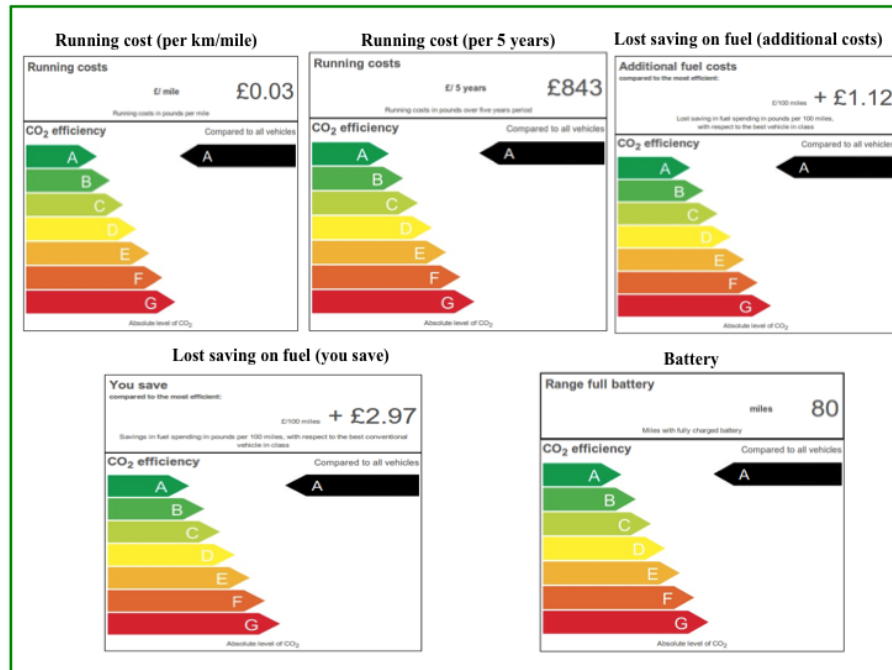 Running cost (per km/mile)
Running costs
£/ mile £0.03
Running costs in pounds per mile
CO2 efficiency Compared to all vehicles
A A
B
C
D
E
F
G
Absolute level of CO2
Running cost (per 5 years)
Running costs
£/ 5 years £843
Running costs in pounds over five years period
CO2 efficiency Compared to all vehicles
A A
B
C
D
E
F
G
Absolute level of CO2
Lost saving on fuel (additional costs)
Additional fuel costs
compared to the most efficient:
£/100 miles + £1.12
Lost saving in fuel spending in pounds per 100 miles,
with respect to the best vehicle in class
CO2 efficiency Compared to all vehicles
A A
B
C
D
E
F
G
Absolute level of CO2
Lost saving on fuel (you save)
You save
compared to the most efficient:
£/100 miles + £2.97
Savings in fuel spending in pounds per 100 miles, with respect to the best conventional
vehicle in class
CO2 efficiency Compared to all vehicles
A A
B
C
D
E
F
G
Absolute level of CO2
Battery
Range full battery
miles 80
Miles with fully charged battery
CO2 efficiency Compared to all vehicles
A A
B
C
D
E
F
G
Absolute level of CO2